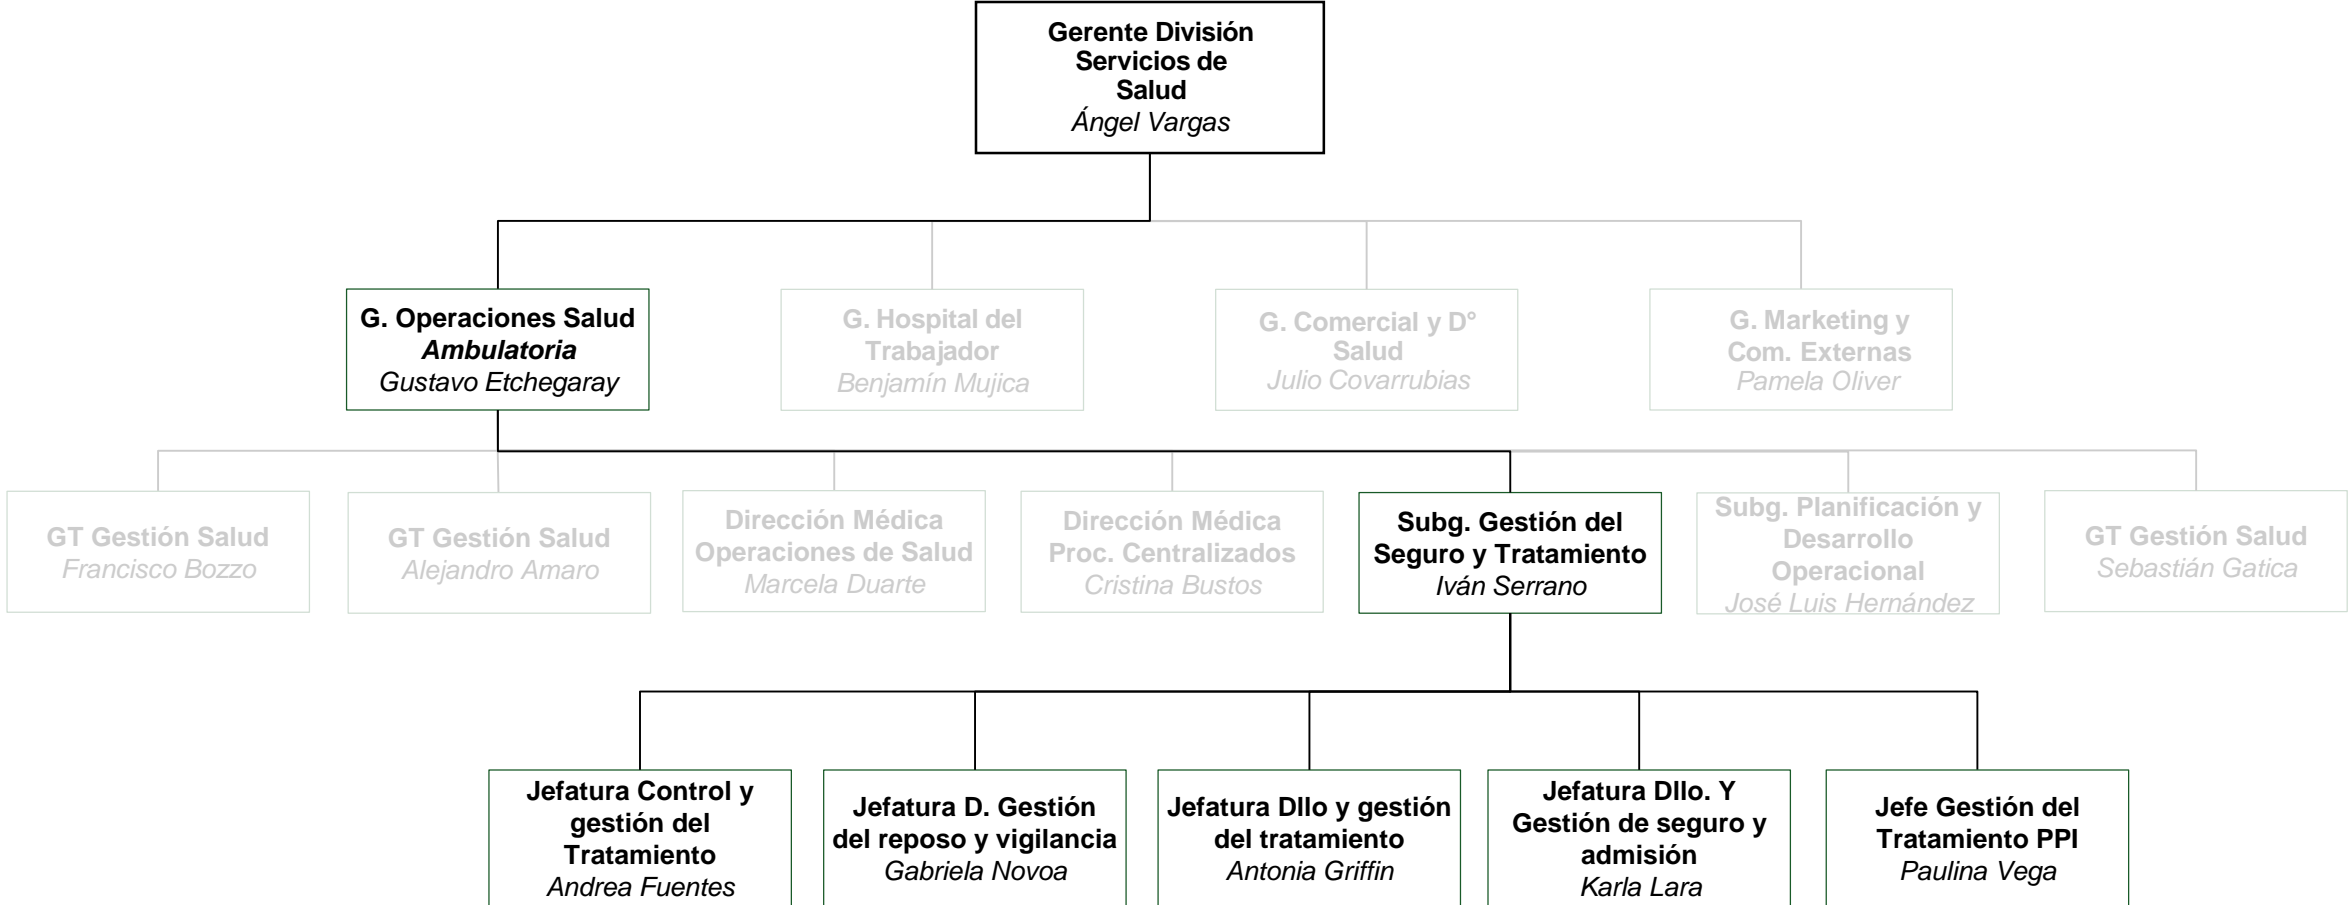 Gerente División
Servicios de
Salud
Ángel Vargas
G. Operaciones Salud
Ambulatoria
Gustavo Etchegaray
G. Hospital del
Trabajador
Benjamín Mujica
G. Comercial y D°
Salud
Julio Covarrubias
G. Marketing y
Com. Externas
Pamela Oliver
GT Gestión Salud
Francisco Bozzo
GT Gestión Salud
Alejandro Amaro
Dirección Médica
Operaciones de Salud
Marcela Duarte
Dirección Médica
Proc. Centralizados
Cristina Bustos
Subg. Gestión del
Seguro y Tratamiento
Iván Serrano
Subg. Planificación y
Desarrollo
Operacional
José Luis Hernández
GT Gestión Salud
Sebastián Gatica
Jefatura Control y
gestión del
Tratamiento
Andrea Fuentes
Jefatura D. Gestión
del reposo y vigilancia
Gabriela Novoa
Jefatura Dllo y gestión
del tratamiento
Antonia Griffin
Jefatura Dllo. Y
Gestión de seguro y
admisión
Karla Lara
Jefe Gestión del
Tratamiento PPI
Paulina Vega